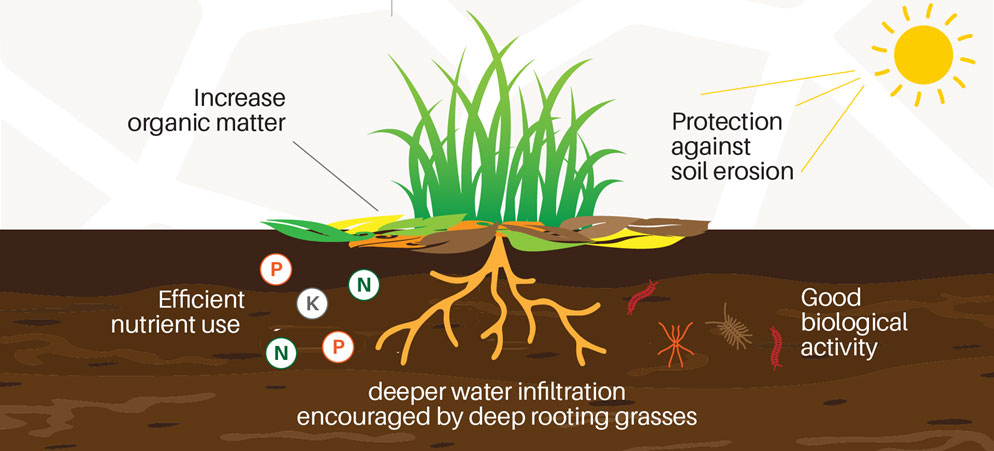 Increase
organic matter
Protection
against
soil erosion
P
N
K
Efficient
nutrient use
N
P
Good
biological
activity
deeper water infiltration
encouraged by deep rooting grasses